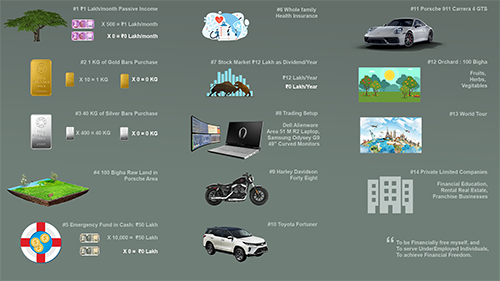 #1 ₹1 Lakh/month Passive Income
X 500 = ₹1 Lakh/month
X 0 = ₹0 Lakh/month
#2 1 KG of Gold Bars Purchase
X 10 = 1 KG
X 0 = 0 KG
#3 40 KG of Silver Bars Purchase
X 400 = 40 KG
X 0 = 0 KG
#4 100 Bigha Raw Land in
Porscha Area
#5 Emergency Fund in Cash: ₹50 Lakh
X 10,000 = ₹50 Lakh
X 0 = ₹0 Lakh
#6 Whole family
Health Insurance
#7 Stock Market ₹12 Lakh as Dividend/Year
₹12 Lakh/Year
₹0 Lakh/Year
#8 Trading Setup
Dell Alienware
Area 51 M R2 Laptop,
Samsung Odyssey G9
49" Curved Monitors
#9 Harley Davidson
Forty Eight
#10 Toyota Fortuner
#11 Porsche 911 Carrera 4 GTS
#12 Orchard : 100 Bigha
Fruits,
Herbs,
Vegitables
#13 World Tour
#14 Private Limited Companies
Financial Education,
Rental Real Estate,
Franchise Businesses
“ To be Financially free myself, and
To serve UnderEmployed Individuals,
To achieve Financial Freedom.